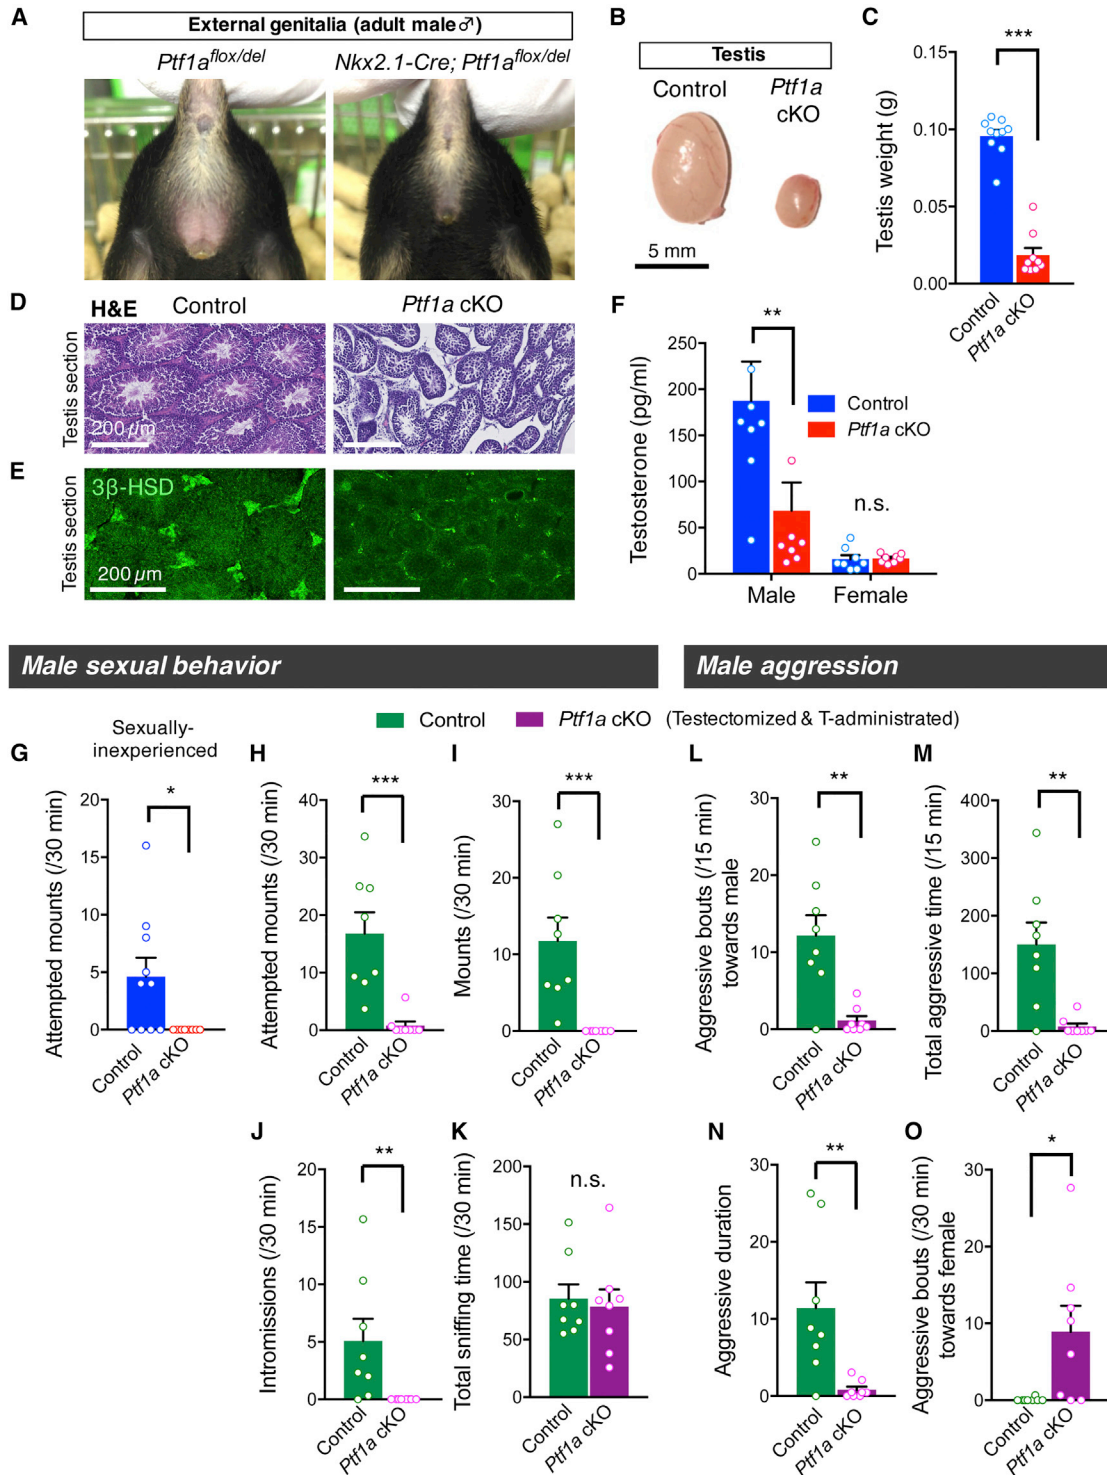 A
External genitalia (adult male♂)
Ptf1aflox/del
Nkx2.1-Cre; Ptf1aflox/del
B
Testis
Control
Ptf1a
cKO
5 mm
C
Testis weight (g)
0.15
0.10
0.05
0.00
***
Control
Ptf1a cKO
D
H&E
Control
Ptf1a cKO
Testis section
200 µm
E
3β-HSD
Testis section
200 µm
F
Testosterone (pg/ml)
250
200
150
100
50
0
**
n.s.
Control
Ptf1a cKO
Male
Female
Male sexual behavior
Male aggression
Control
Ptf1a cKO (Testectomized & T-administrated)
G
Sexually-
inexperienced
Attempted mounts (/30 min)
20
15
10
5
0
*
Control
Ptf1a cKO
H
Attempted mounts (/30 min)
40
30
20
10
0
***
Control
Ptf1a cKO
I
Mounts (/30 min)
30
20
10
0
***
Control
Ptf1a cKO
L
Aggressive bouts (/15 min)
towards male
30
20
10
0
**
Control
Ptf1a cKO
M
Total aggressive time (/15 min)
400
300
200
100
0
**
Control
Ptf1a cKO
J
Intromissions (/30 min)
20
15
10
5
0
**
Control
Ptf1a cKO
K
Total sniffing time (/30 min)
200
150
100
50
0
n.s.
Control
Ptf1a cKO
N
Aggressive duration
30
20
10
0
**
Control
Ptf1a cKO
O
Aggressive bouts (/30 min)
towards female
30
20
10
0
*
Control
Ptf1a cKO